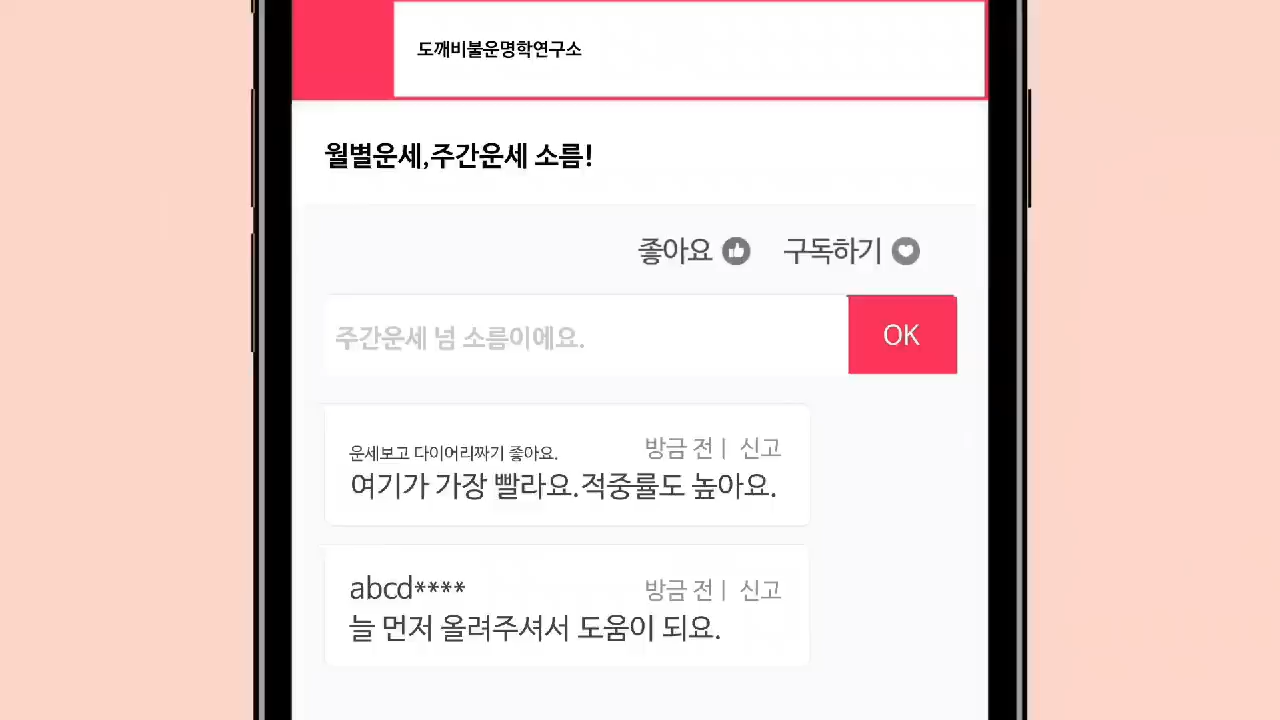 도깨비불운명학연구소
월별운세,주간운세 소름!
좋아요 구독하기
주간운세 넘 소름이에요.
OK
운세보고 다이어리짜기 좋아요.
방금 전 | 신고
여기가 가장 빨라요.적중률도 높아요.
abcd****
방금 전 | 신고
늘 먼저 올려주셔서 도움이 되요.